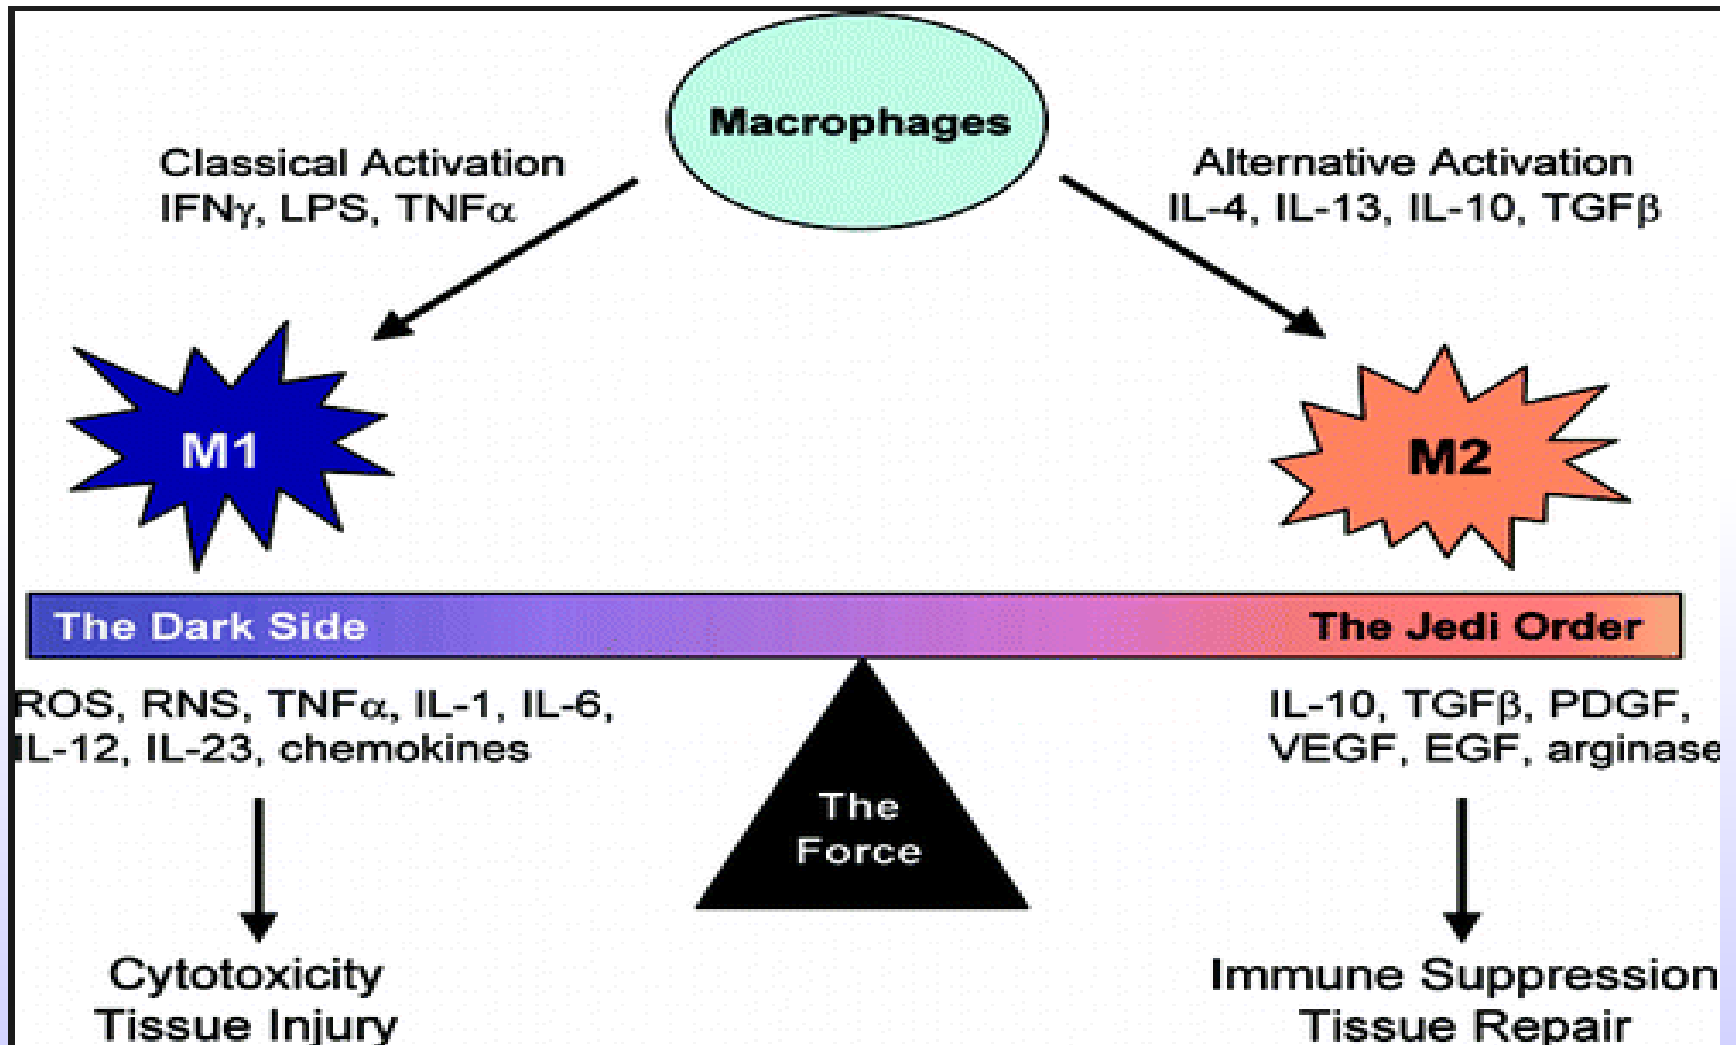 Macrophages
Classical Activation
IFNγ, LPS, TNFα
Alternative Activation
IL-4, IL-13, IL-10, TGFβ
M1
M2
The Dark Side
The Jedi Order
ROS, RNS, TNFα, IL-1, IL-6,
IL-12, IL-23, chemokines
IL-10, TGFβ, PDGF,
VEGF, EGF, arginase
The
Force
Cytotoxicity
Tissue Injury
Immune Suppression
Tissue Repair